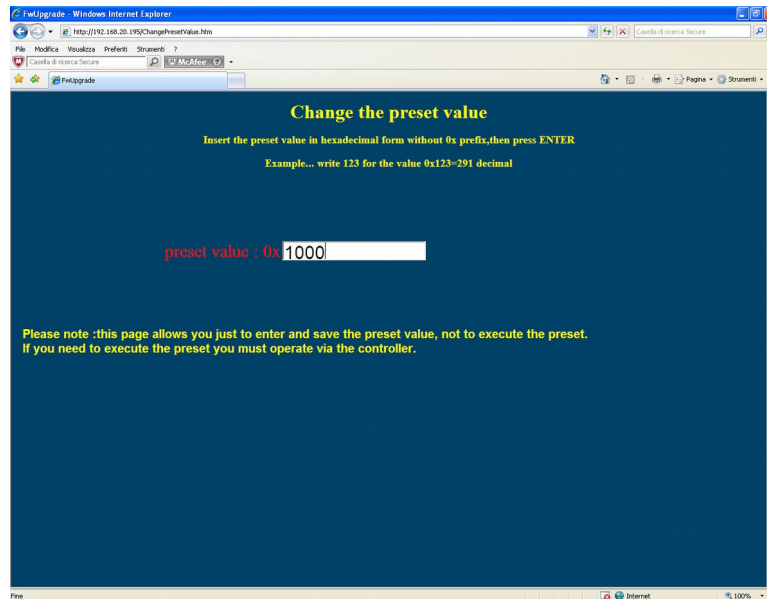 FwUpgrade - Windows Internet Explorer
http://192.168.20.195/ChangePresetValue.htm
Casella di ricerca Secure
File Modifica Visualizza Preferiti Strumenti ?
Casella di ricerca Secure McAfee
FwUpgrade Pagina Strumenti
Change the preset value
Insert the preset value in hexadecimal form without 0x prefix,then press ENTER
Example... write 123 for the value 0x123=291 decimal
preset value : 0x 1000
Please note :this page allows you just to enter and save the preset value, not to execute the preset.
If you need to execute the preset you must operate via the controller.
Fine Internet 100%